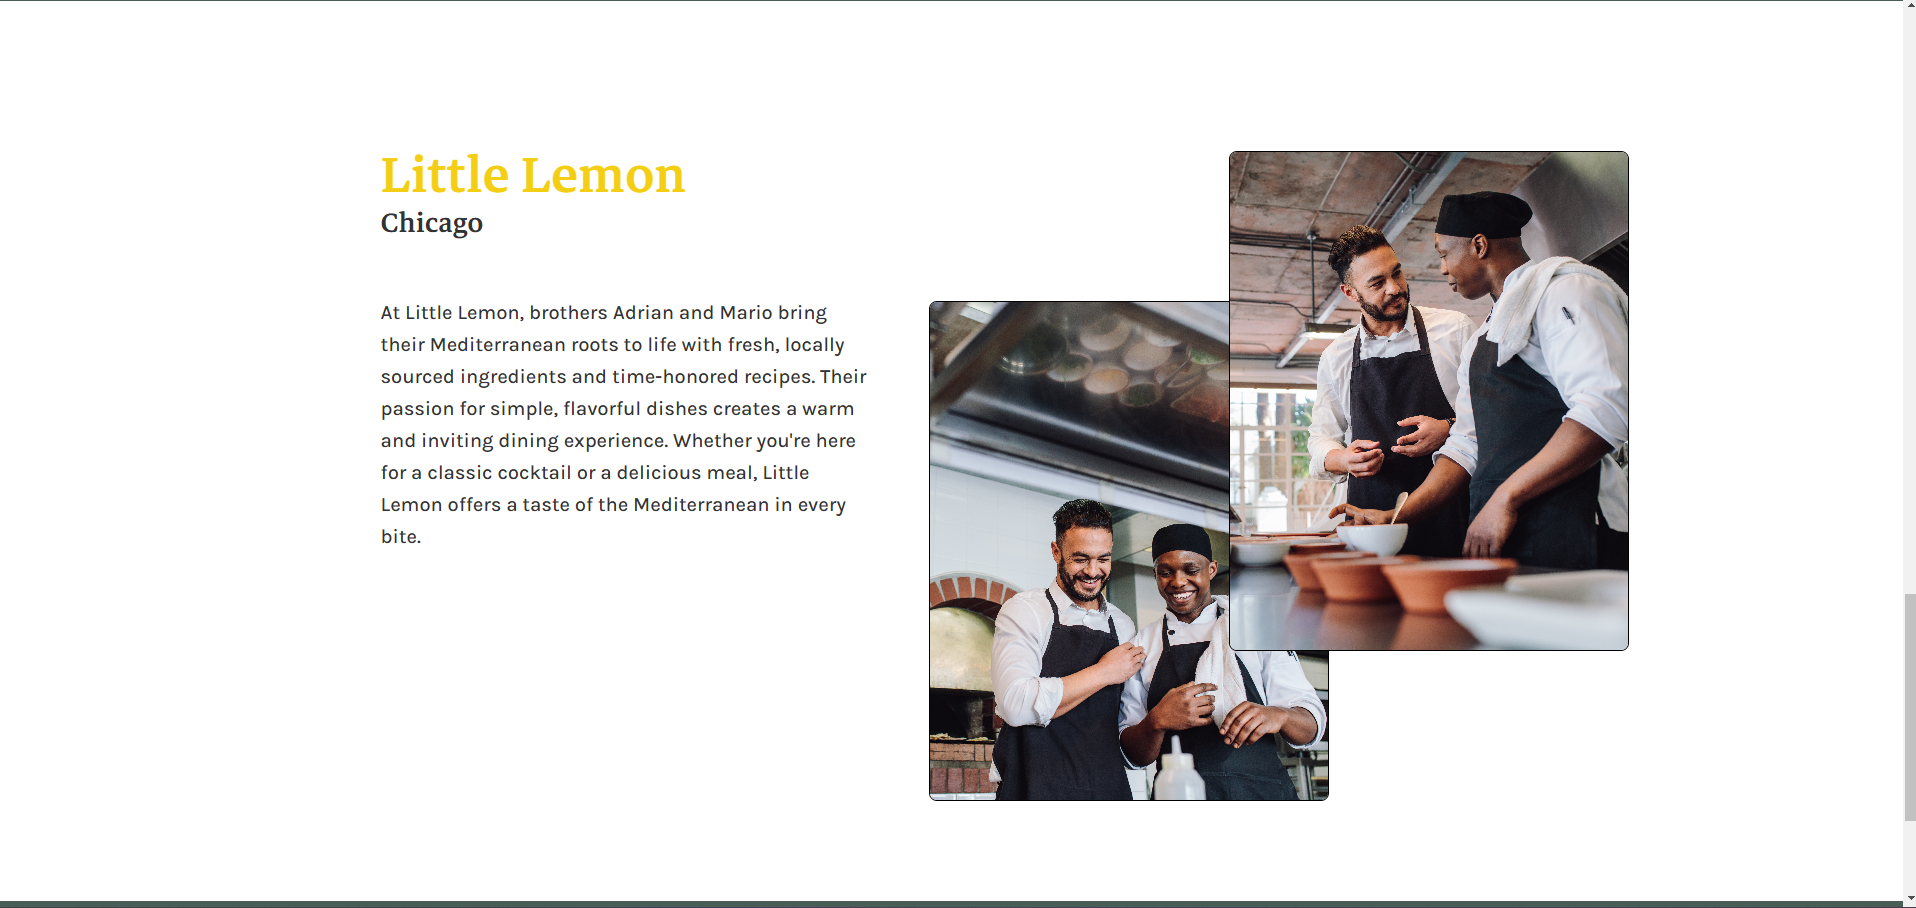 Little Lemon
Chicago
At Little Lemon, brothers Adrian and Mario bring
their Mediterranean roots to life with fresh, locally
sourced ingredients and time-honored recipes. Their
passion for simple, flavorful dishes creates a warm
and inviting dining experience. Whether you're here
for a classic cocktail or a delicious meal, Little
Lemon offers a taste of the Mediterranean in every
bite.